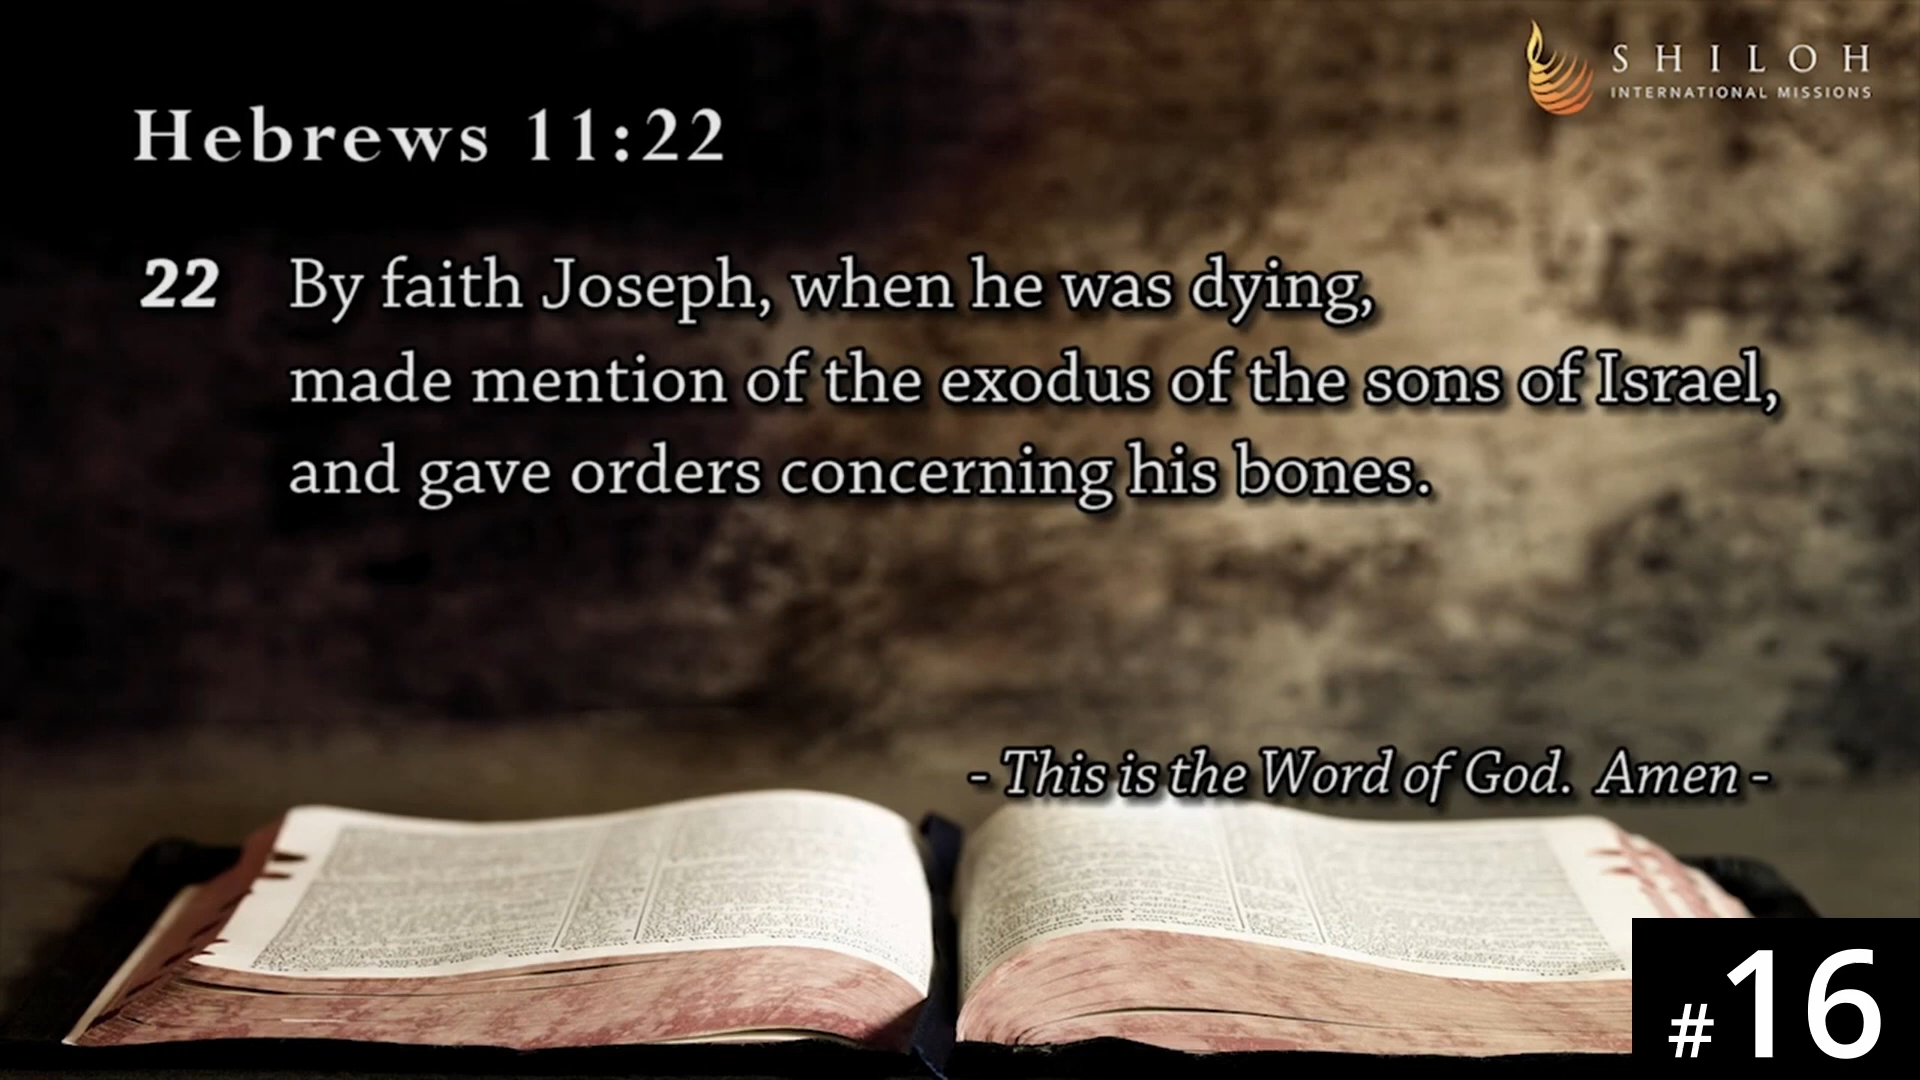 SHILOH
INTERNATIONAL MISSIONS
Hebrews 11:22
22 By faith Joseph, when he was dying,
made mention of the exodus of the sons of Israel,
and gave orders concerning his bones.
- This is the Word of God. Amen -
#16